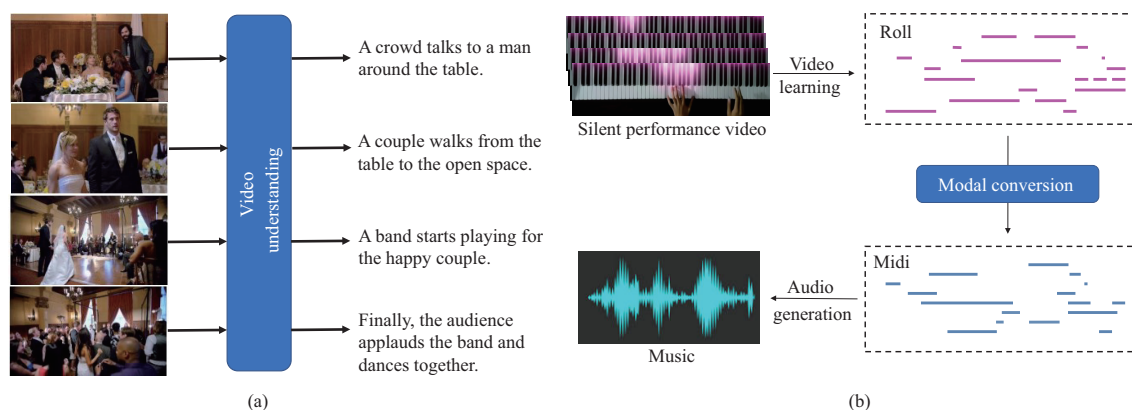 A crowd talks to a man
around the table.
A couple walks from the
table to the open space.
Video
understanding
A band starts playing for
the happy couple.
Finally, the audience
applauds the band and
dances together.
(a)
Silent performance video
Video
learning
Roll
Modal conversion
Midi
Audio
generation
Music
(b)